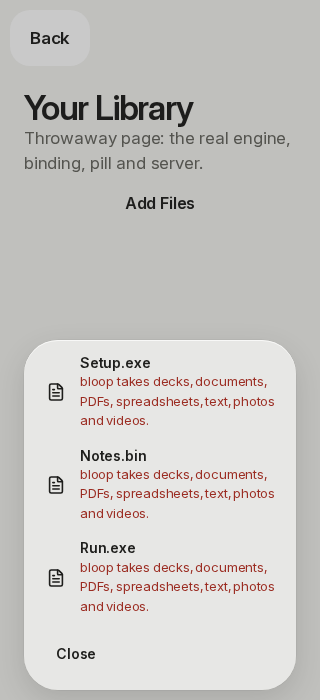 Back
Your Library
Throwaway page: the real engine,
binding, pill and server.
Add Files
Setup.exe
bloop takes decks, documents,
PDFs, spreadsheets, text, photos
and videos.
Notes.bin
bloop takes decks, documents,
PDFs, spreadsheets, text, photos
and videos.
Run.exe
bloop takes decks, documents,
PDFs, spreadsheets, text, photos
and videos.
Close